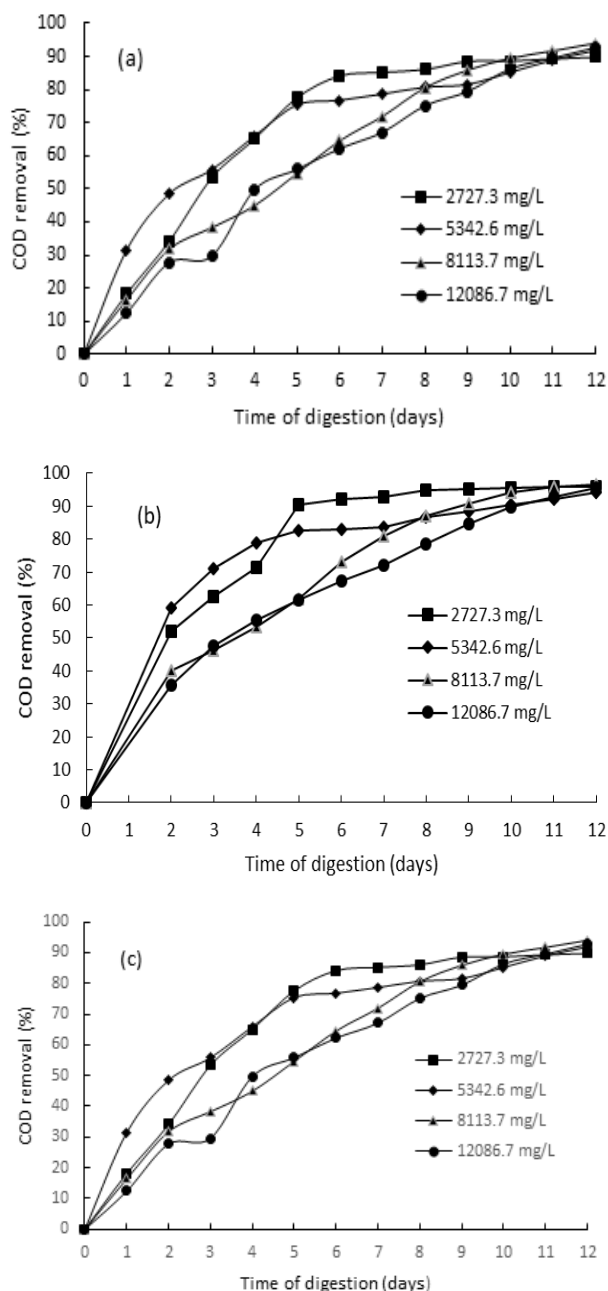 100
90
80
70
60
50
40
30
20
10
0
COD removal (%)
(a)
2727.3 mg/L
5342.6 mg/L
8113.7 mg/L
12086.7 mg/L
0 1 2 3 4 5 6 7 8 9 10 11 12
Time of digestion (days)
100
90
80
70
60
50
40
30
20
10
0
COD removal (%)
(b)
2727.3 mg/L
5342.6 mg/L
8113.7 mg/L
12086.7 mg/L
0 1 2 3 4 5 6 7 8 9 10 11 12
Time of digestion (days)
100
90
80
70
60
50
40
30
20
10
0
COD removal (%)
(c)
2727.3 mg/L
5342.6 mg/L
8113.7 mg/L
12086.7 mg/L
0 1 2 3 4 5 6 7 8 9 10 11 12
Time of digestion (days)